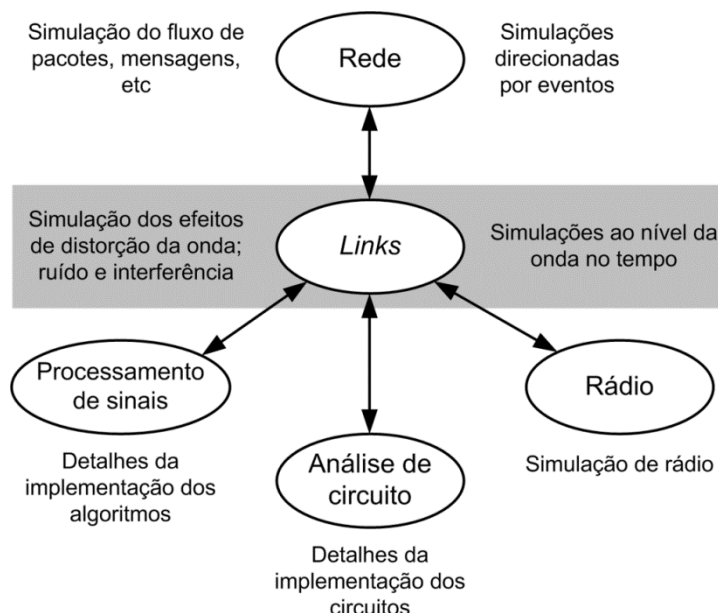 Simulação do fluxo de
pacotes, mensagens,
etc
Rede
Simulações
direcionadas
por eventos
Simulação dos efeitos
de distorção da onda;
ruído e interferência
Links
Simulações ao nível da
onda no tempo
Processamento
de sinais
Detalhes da
implementação dos
algoritmos
Análise de
circuito
Detalhes da
implementação dos
circuitos
Rádio
Simulação de rádio